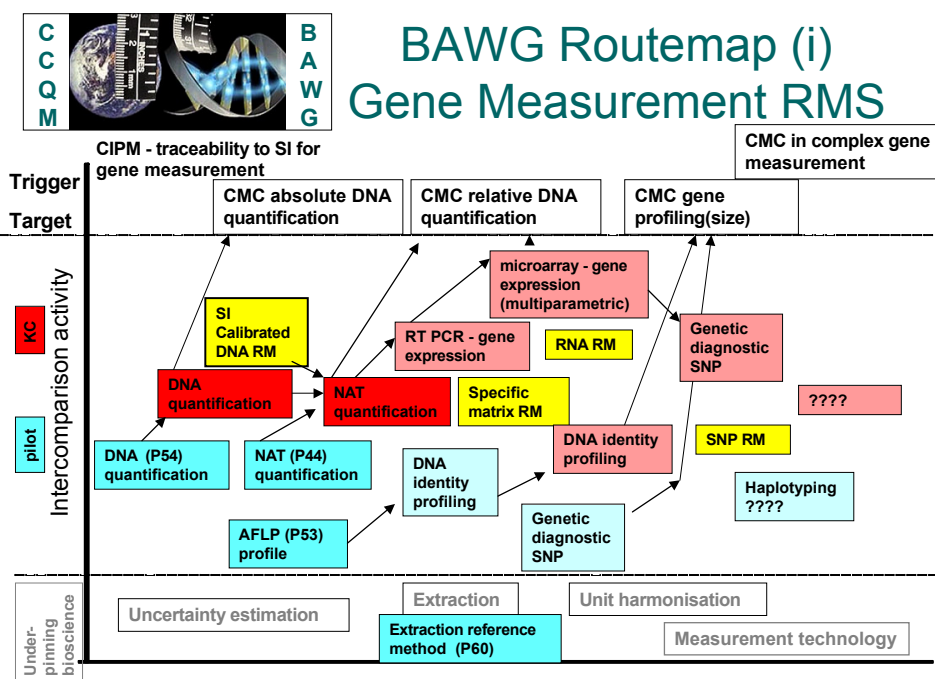 C
C
Q
M
B
A
W
G
INCHES
1mm
BAWG Routemap (i)
Gene Measurement RMS
CIPM - traceability to SI for
gene measurement
CMC in complex gene
measurement
Trigger
Target
CMC absolute DNA
quantification
CMC relative DNA
quantification
CMC gene
profiling(size)
Intercomparison activity
KC
pilot
microarray - gene
expression
(multiparametric)
SI
Calibrated
DNA RM
RT PCR - gene
expression
RNA RM
Genetic
diagnostic
SNP
DNA
quantification
NAT
quantification
Specific
matrix RM
????
DNA identity
profiling
SNP RM
DNA (P54)
quantification
NAT (P44)
quantification
DNA
identity
profiling
Haplotyping
????
AFLP (P53)
profile
Genetic
diagnostic
SNP
Under-
pinning
bioscience
Uncertainty estimation
Extraction
Unit harmonisation
Extraction reference
method (P60)
Measurement technology